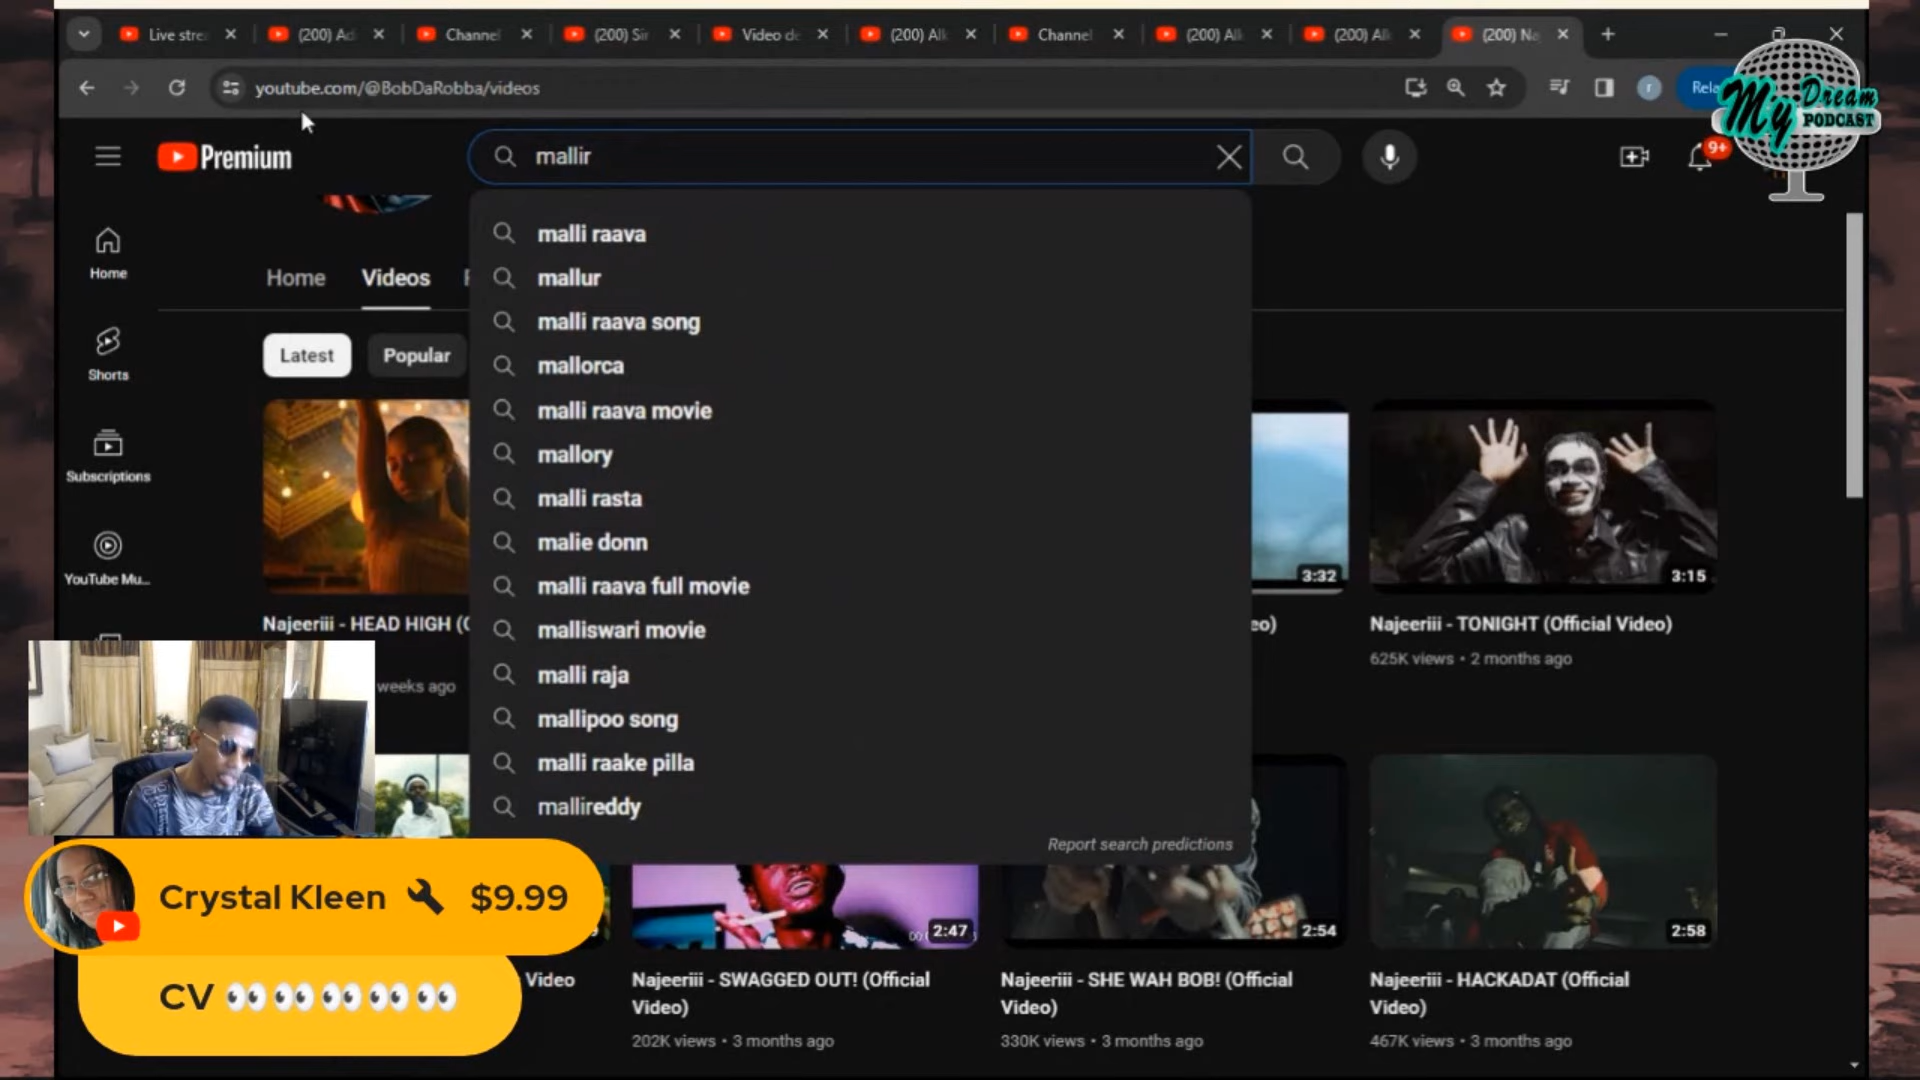 Live stre
(200) Ad
Channel
(200) Sir
Video de
(200) Alk
Channel
(200) Alk
(200) Alk
(200) Na
youtube.com/@BobDaRobba/videos
Rela
My Dream
PODCAST
Premium
mallir
9+
Home
Shorts
Subscriptions
YouTube Mu...
Home
Videos
Latest
Popular
malli raava
mallur
malli raava song
mallorca
malli raava movie
mallory
malli rasta
malie donn
malli raava full movie
malliswari movie
malli raja
mallipoo song
malli raake pilla
mallireddy
Report search predictions
3:32
3:15
Najeeriii - HEAD HIGH (
eo)
Najeeriii - TONIGHT (Official Video)
625K views • 2 months ago
weeks ago
2:47
2:54
2:58
Video
Najeeriii - SWAGGED OUT! (Official
Video)
202K views • 3 months ago
Najeeriii - SHE WAH BOB! (Official
Video)
330K views • 3 months ago
Najeeriii - HACKADAT (Official
Video)
467K views • 3 months ago
Crystal Kleen $9.99
CV 👀 👀 👀 👀 👀